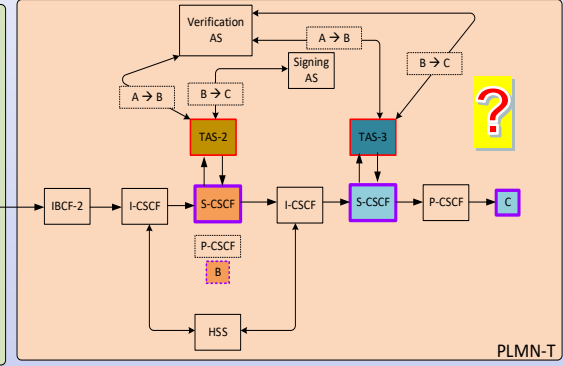 Verification
AS
A → B
Signing
AS
B → C
A → B
B → C
?
TAS-2
TAS-3
IBCF-2
I-CSCF
S-CSCF
I-CSCF
S-CSCF
P-CSCF
C
P-CSCF
B
HSS
PLMN-T